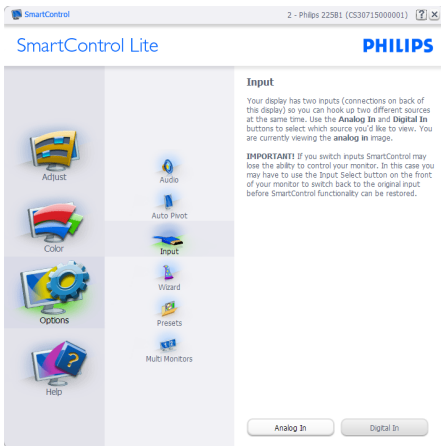 SmartControl
2 - Philips 225B1 (CS30715000001)
SmartControl Lite
PHILIPS
Adjust
Color
Options
Help
Audio
Auto Pivot
Input
Wizard
Presets
Multi Monitors
Input
Your display has two inputs (connections on back of
this display) so you can hook up two different sources
at the same time. Use the Analog In and Digital In
buttons to select which source you'd like to view. You
are currently viewing the analog in image.
IMPORTANT! If you switch inputs SmartControl may
lose the ability to control your monitor. In this case you
may have to use the Input Select button on the front
of your monitor to switch back to the original input
before SmartControl functionality can be restored.
Analog In
Digital In